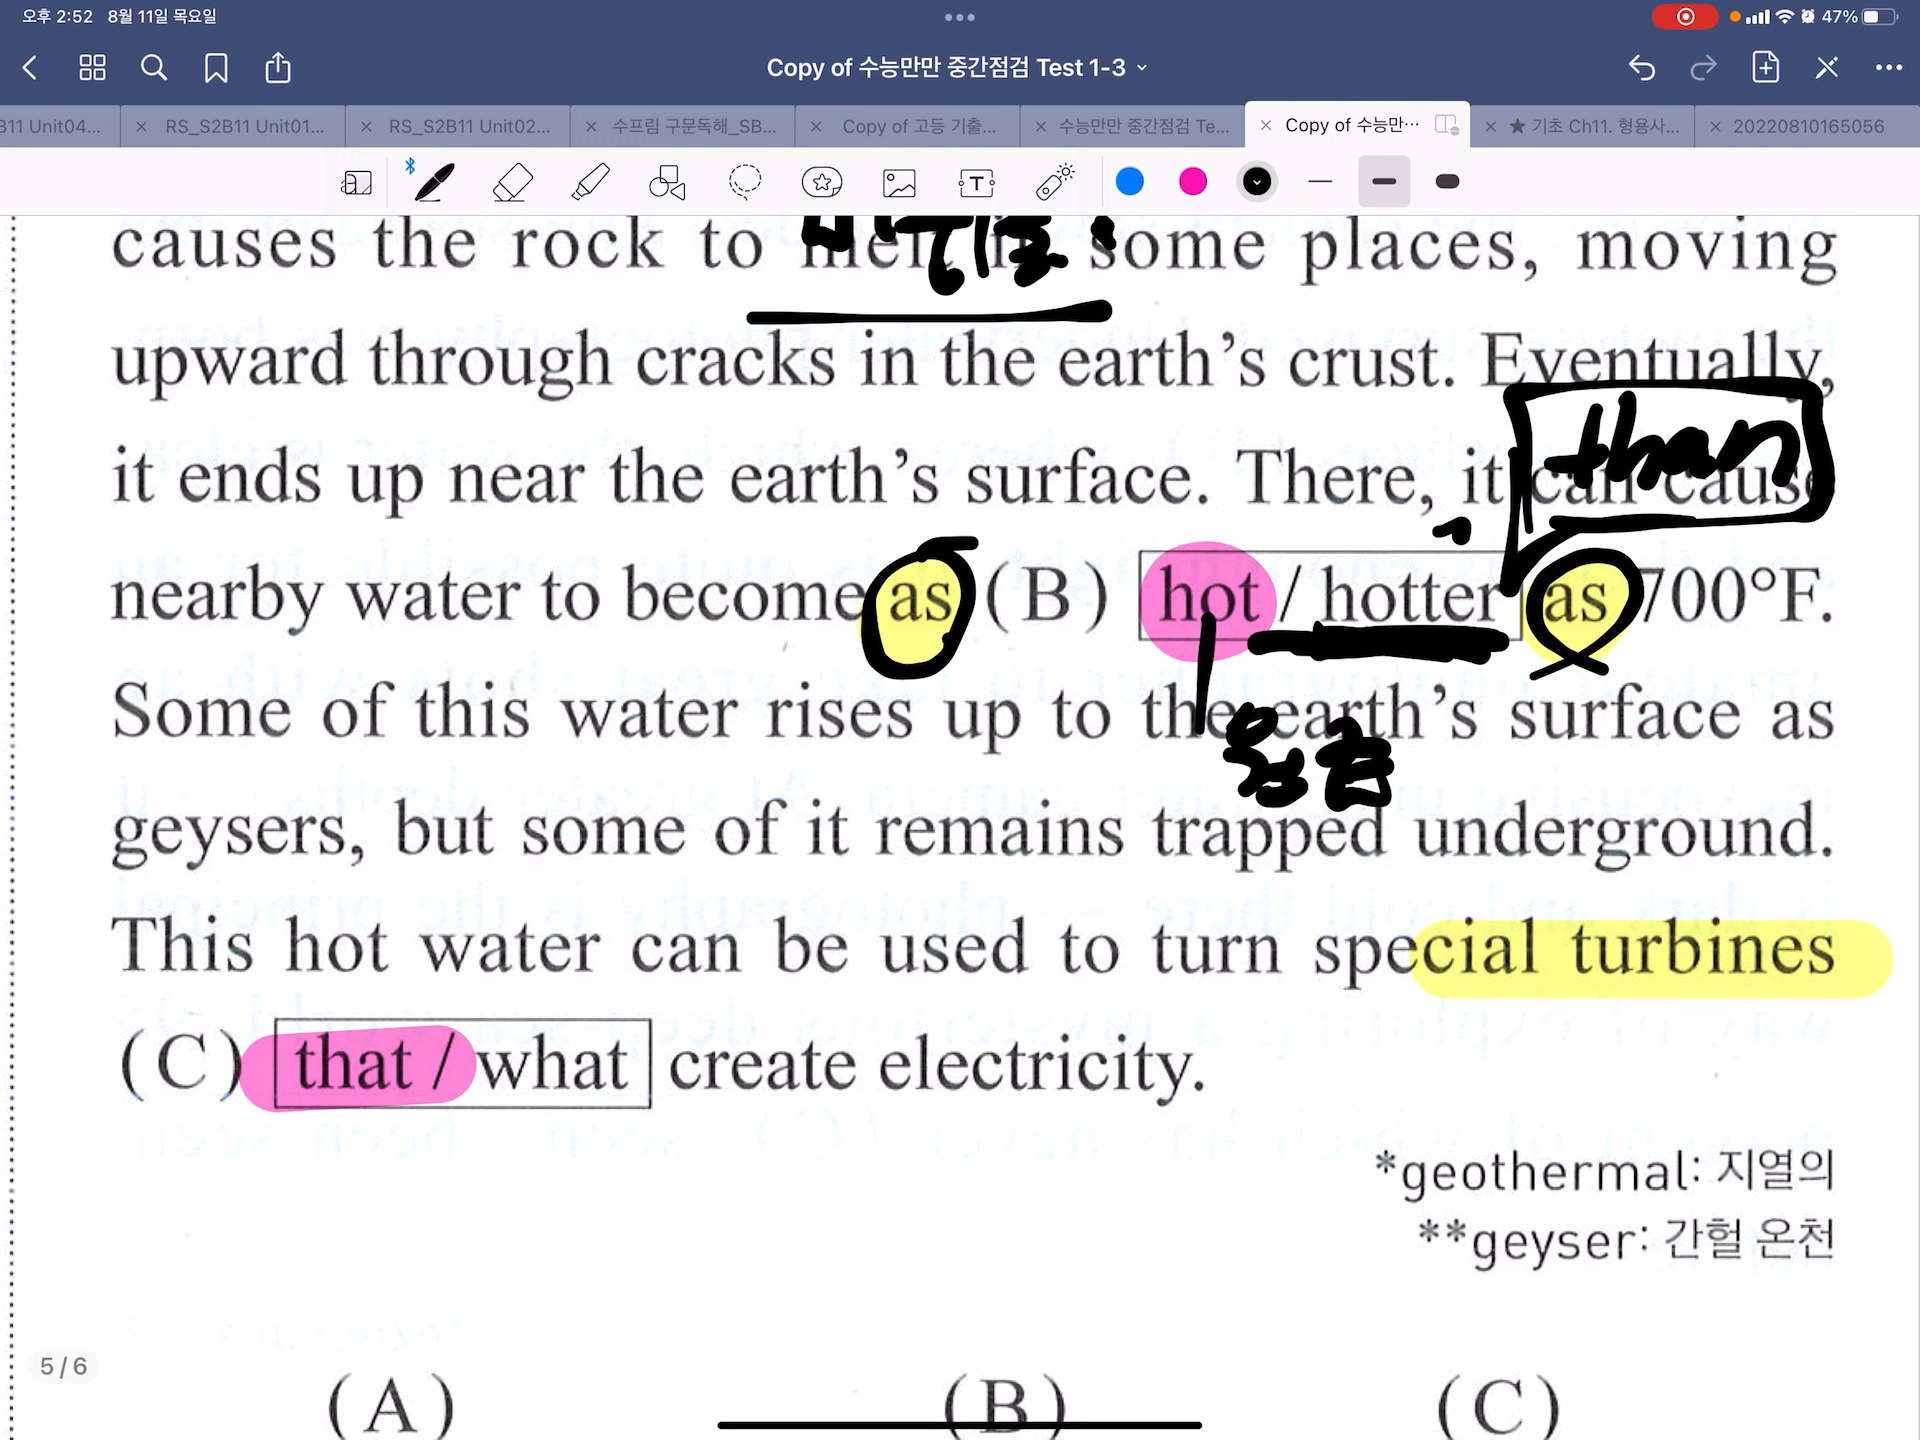 오후 2:52 8월 11일 목요일 47%
Copy of 수능만만 중간점검 Test 1-3
B11 Unit04... RS_S2B11 Unit01... RS_S2B11 Unit02... 수프림 구문독해_SB... Copy of 고등 기출... 수능만만 중간점검 Te... Copy of 수능만... ★ 기초 Ch11. 형용사... 20220810165056
causes the rock to melt in some places, moving
upward through cracks in the earth's crust. Eventually,
than
it ends up near the earth's surface. There, it can cause
nearby water to become as (B) hot / hotter as 700°F.
Some of this water rises up to the earth's surface as
원급
geysers, but some of it remains trapped underground.
This hot water can be used to turn special turbines
(C) that / what create electricity.
*geothermal: 지열의
**geyser: 간헐 온천
5 / 6
(A) (B) (C)